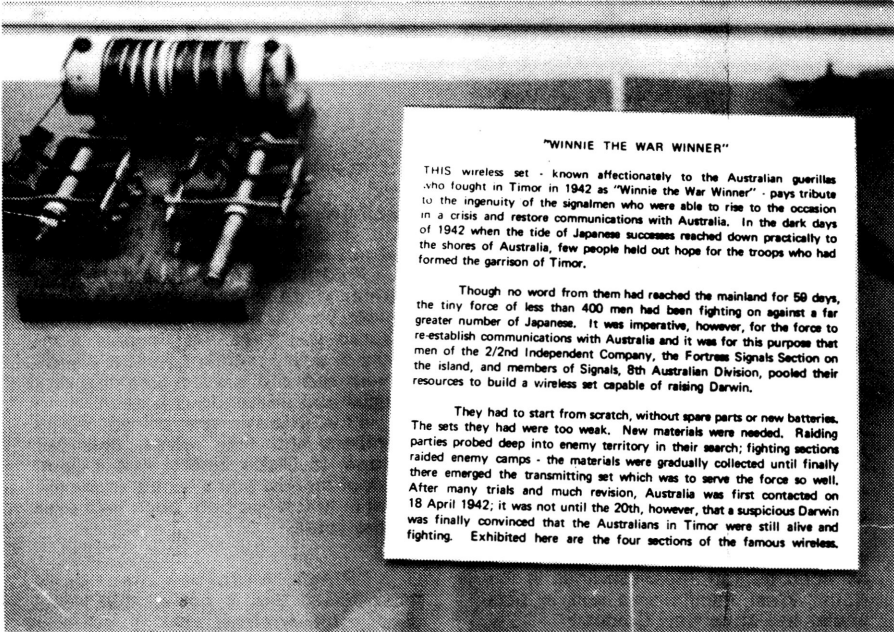 "WINNIE THE WAR WINNER"
THIS wireless set - known affectionately to the Australian guerillas
who fought in Timor in 1942 as "Winnie the War Winner" - pays tribute
to the ingenuity of the signalmen who were able to rise to the occasion
in a crisis and restore communications with Australia. In the dark days
of 1942 when the tide of Japanese successes reached down practically to
the shores of Australia, few people held out hope for the troops who had
formed the garrison of Timor.
Though no word from them had reached the mainland for 59 days,
the tiny force of less than 400 men had been fighting on against a far
greater number of Japanese. It was imperative, however, for the force to
re-establish communications with Australia and it was for this purpose that
men of the 2/2nd Independent Company, the Fortress Signals Section on
the island, and members of Signals, 8th Australian Division, pooled their
resources to build a wireless set capable of raising Darwin.
They had to start from scratch, without spare parts or new batteries.
The sets they had were too weak. New materials were needed. Raiding
parties probed deep into enemy territory in their search; fighting sections
raided enemy camps - the materials were gradually collected until finally
there emerged the transmitting set which was to serve the force so well.
After many trials and much revision, Australia was first contacted on
18 April 1942; it was not until the 20th, however, that a suspicious Darwin
was finally convinced that the Australians in Timor were still alive and
fighting. Exhibited here are the four sections of the famous wireless.